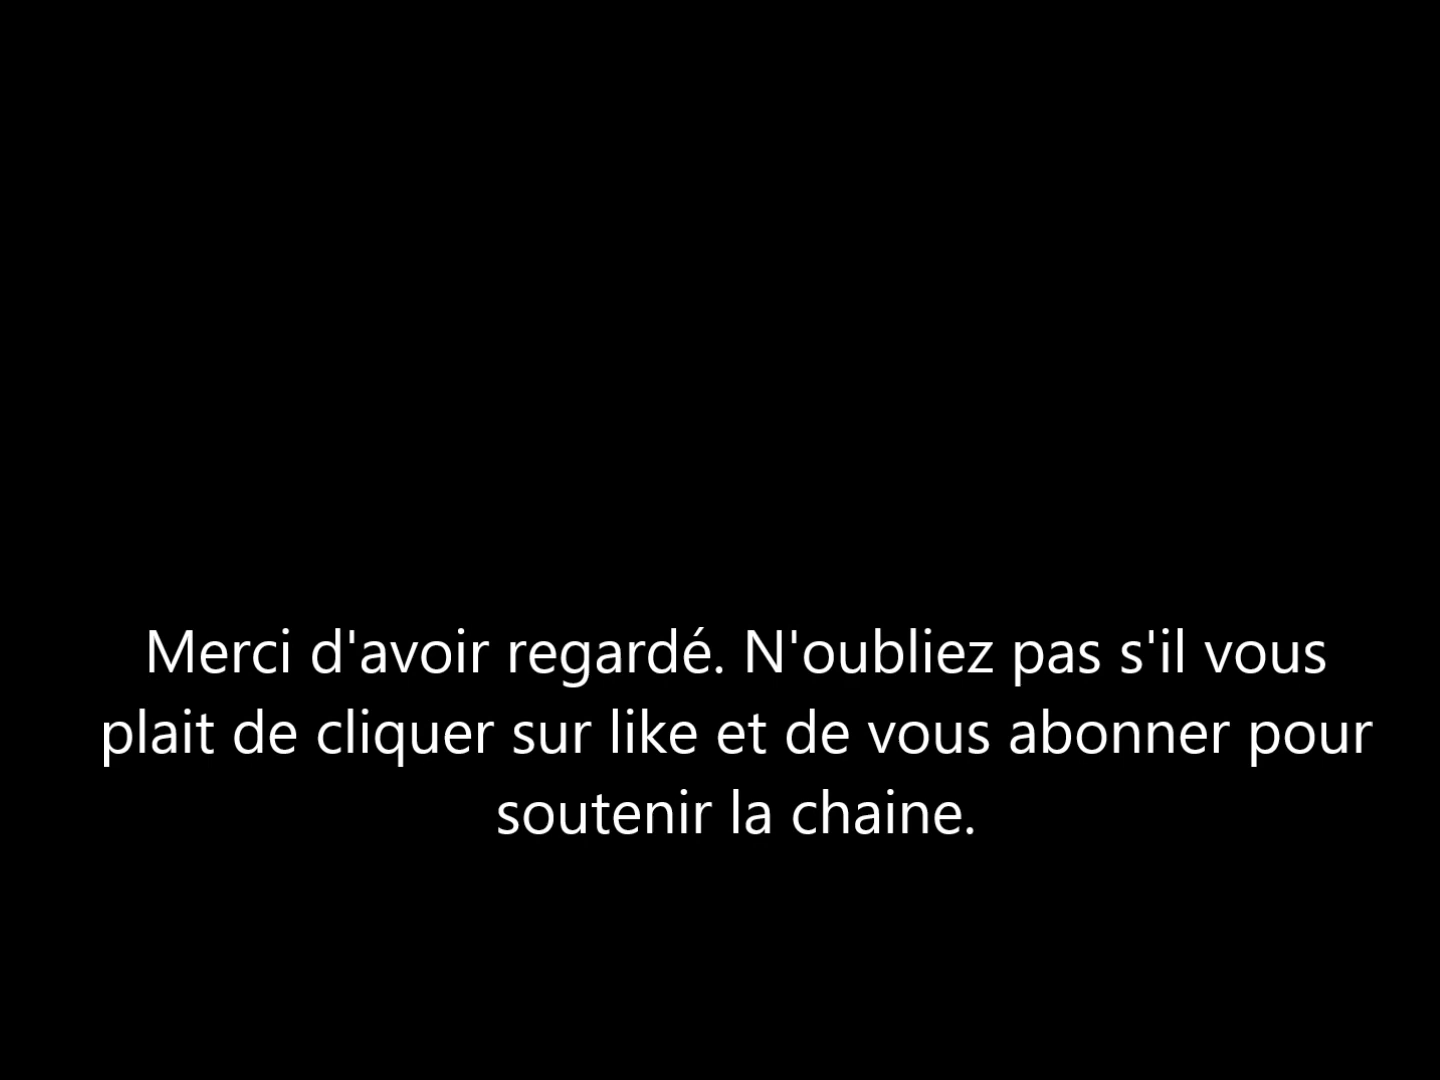 Merci d'avoir regardé. N'oubliez pas s'il vous
plait de cliquer sur like et de vous abonner pour
soutenir la chaine.